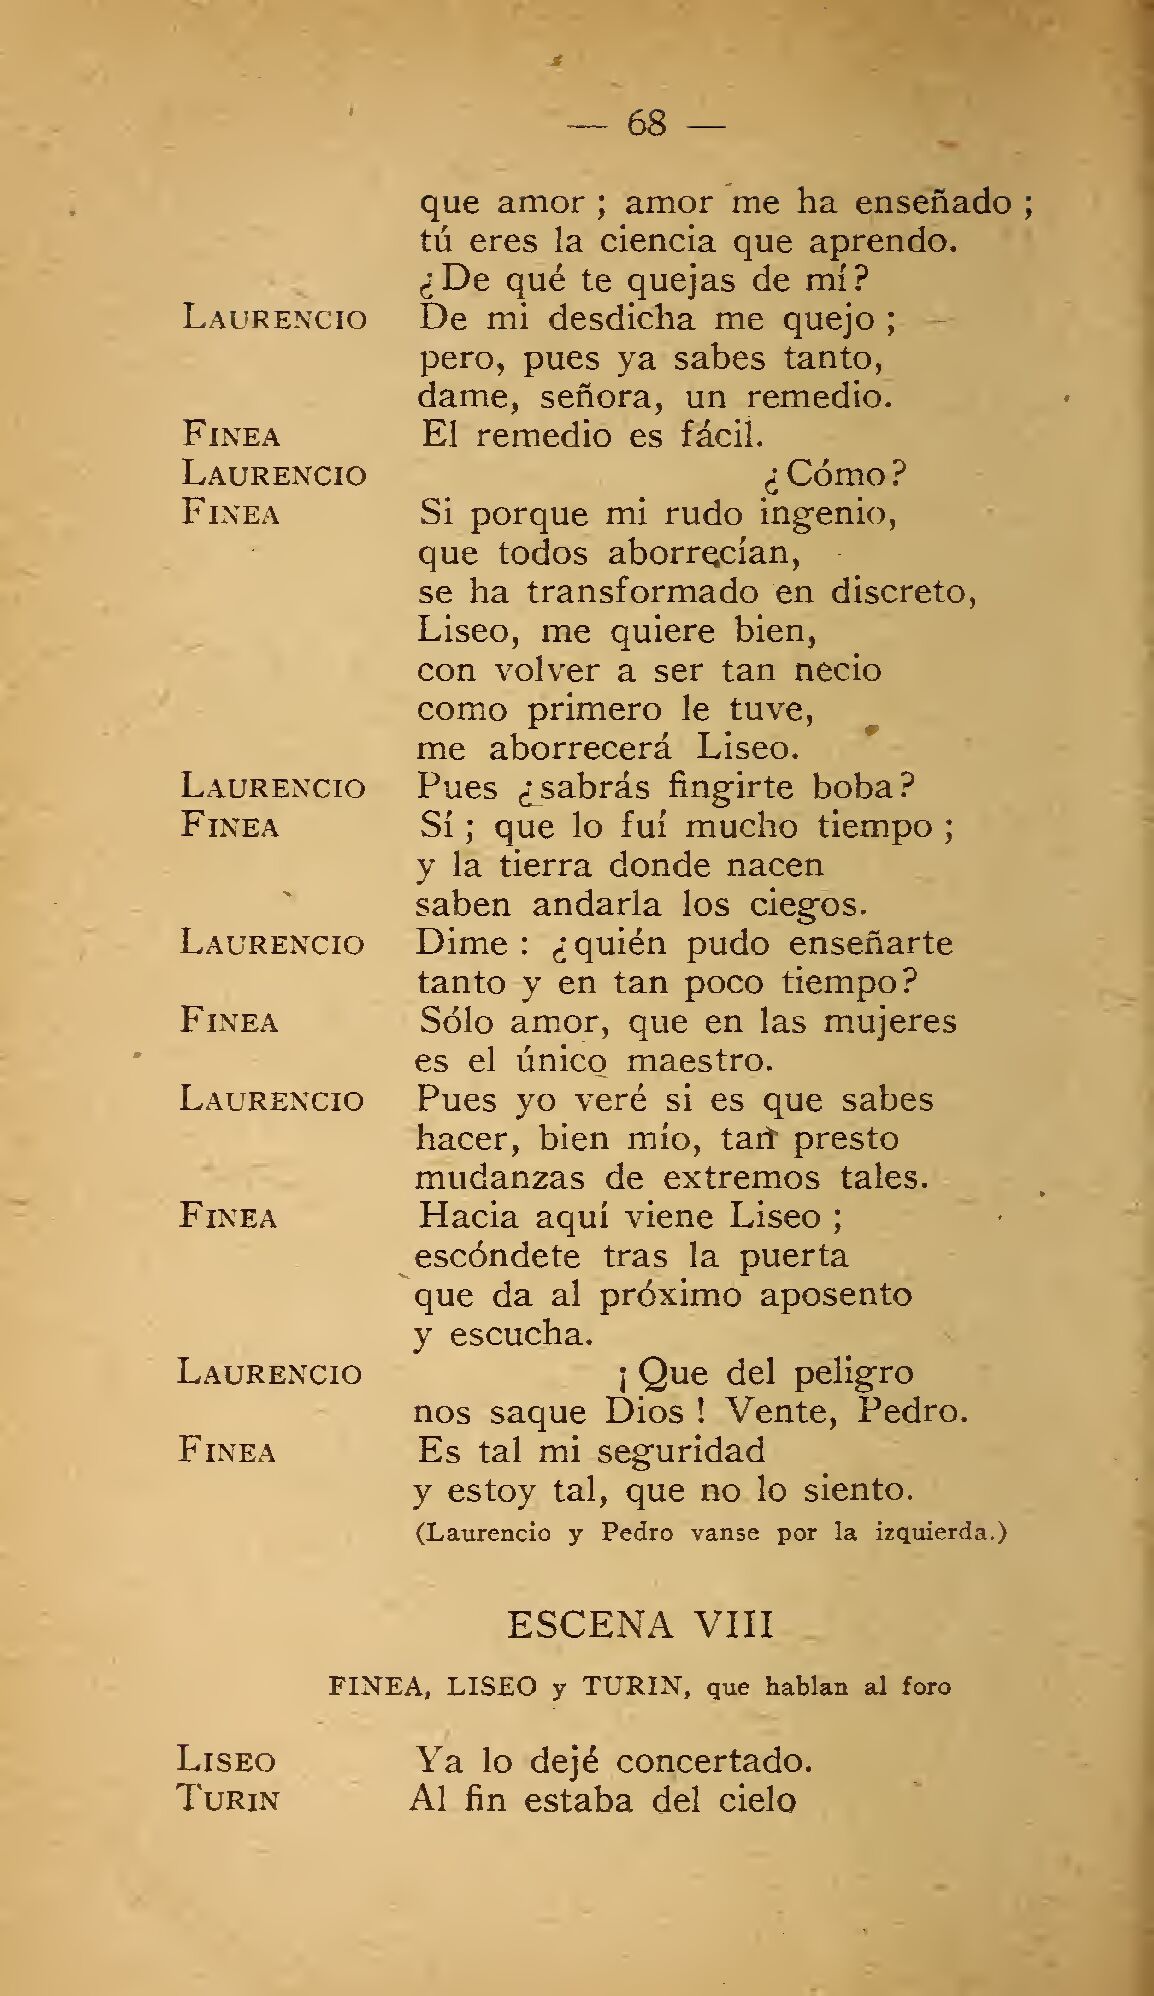 — 68 —
que amor ; amor me ha enseñado ;
tú eres la ciencia que aprendo.
¿De qué te quejas de mí?
LAURENCIO De mi desdicha me quejo ;
pero, pues ya sabes tanto,
dame, señora, un remedio.
FINEA El remedio es fácil.
LAURENCIO ¿Cómo?
FINEA Si porque mi rudo ingenio,
que todos aborrecían,
se ha transformado en discreto,
Liseo, me quiere bien,
con volver a ser tan necio
como primero le tuve,
me aborrecerá Liseo.
LAURENCIO Pues ¿sabrás fingirte boba?
FINEA Sí ; que lo fuí mucho tiempo ;
y la tierra donde nacen
saben andarla los ciegos.
LAURENCIO Dime : ¿quién pudo enseñarte
tanto y en tan poco tiempo?
FINEA Sólo amor, que en las mujeres
es el único maestro.
LAURENCIO Pues yo veré si es que sabes
hacer, bien mío, tan presto
mudanzas de extremos tales.
FINEA Hacia aquí viene Liseo ;
escóndete tras la puerta
que da al próximo aposento
y escucha.
LAURENCIO ¡Que del peligro
nos saque Dios! Vente, Pedro.
FINEA Es tal mi seguridad
y estoy tal, que no lo siento.
(Laurencio y Pedro vanse por la izquierda.)
ESCENA VIII
FINEA, LISEO y TURIN, que hablan al foro
LISEO Ya lo dejé concertado.
TURIN Al fin estaba del cielo